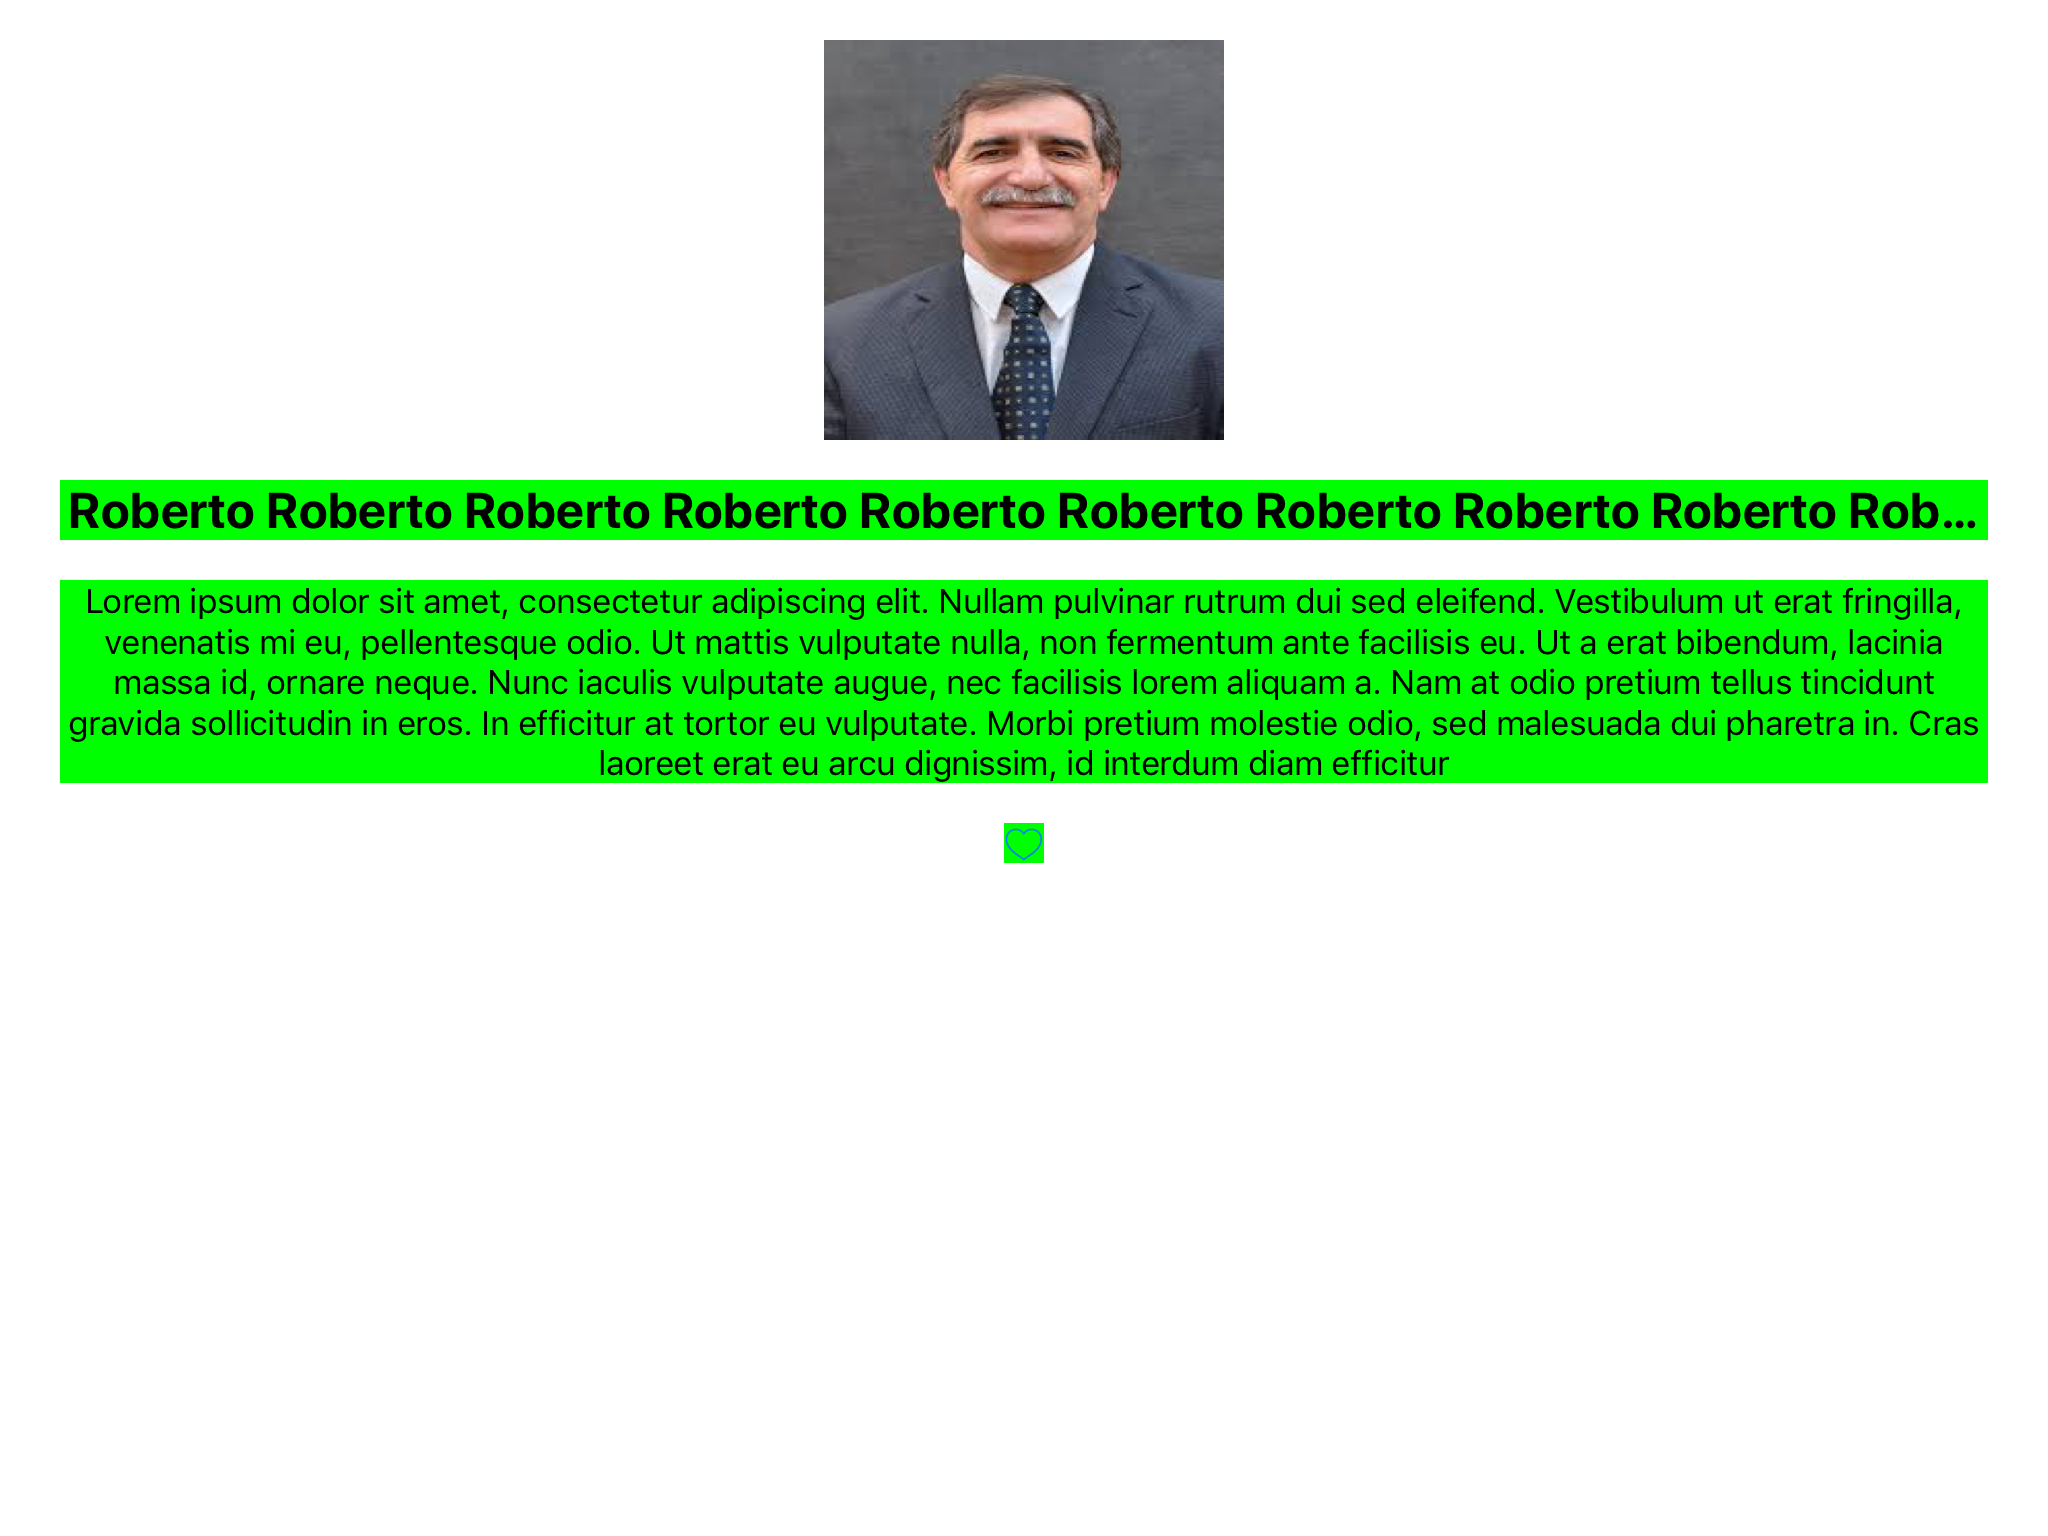 Roberto Roberto Roberto Roberto Roberto Roberto Roberto Roberto Roberto Rob...
Lorem ipsum dolor sit amet, consectetur adipiscing elit. Nullam pulvinar rutrum dui sed eleifend. Vestibulum ut erat fringilla,
venenatis mi eu, pellentesque odio. Ut mattis vulputate nulla, non fermentum ante facilisis eu. Ut a erat bibendum, lacinia
massa id, ornare neque. Nunc iaculis vulputate augue, nec facilisis lorem aliquam a. Nam at odio pretium tellus tincidunt
gravida sollicitudin in eros. In efficitur at tortor eu vulputate. Morbi pretium molestie odio, sed malesuada dui pharetra in. Cras
laoreet erat eu arcu dignissim, id interdum diam efficitur